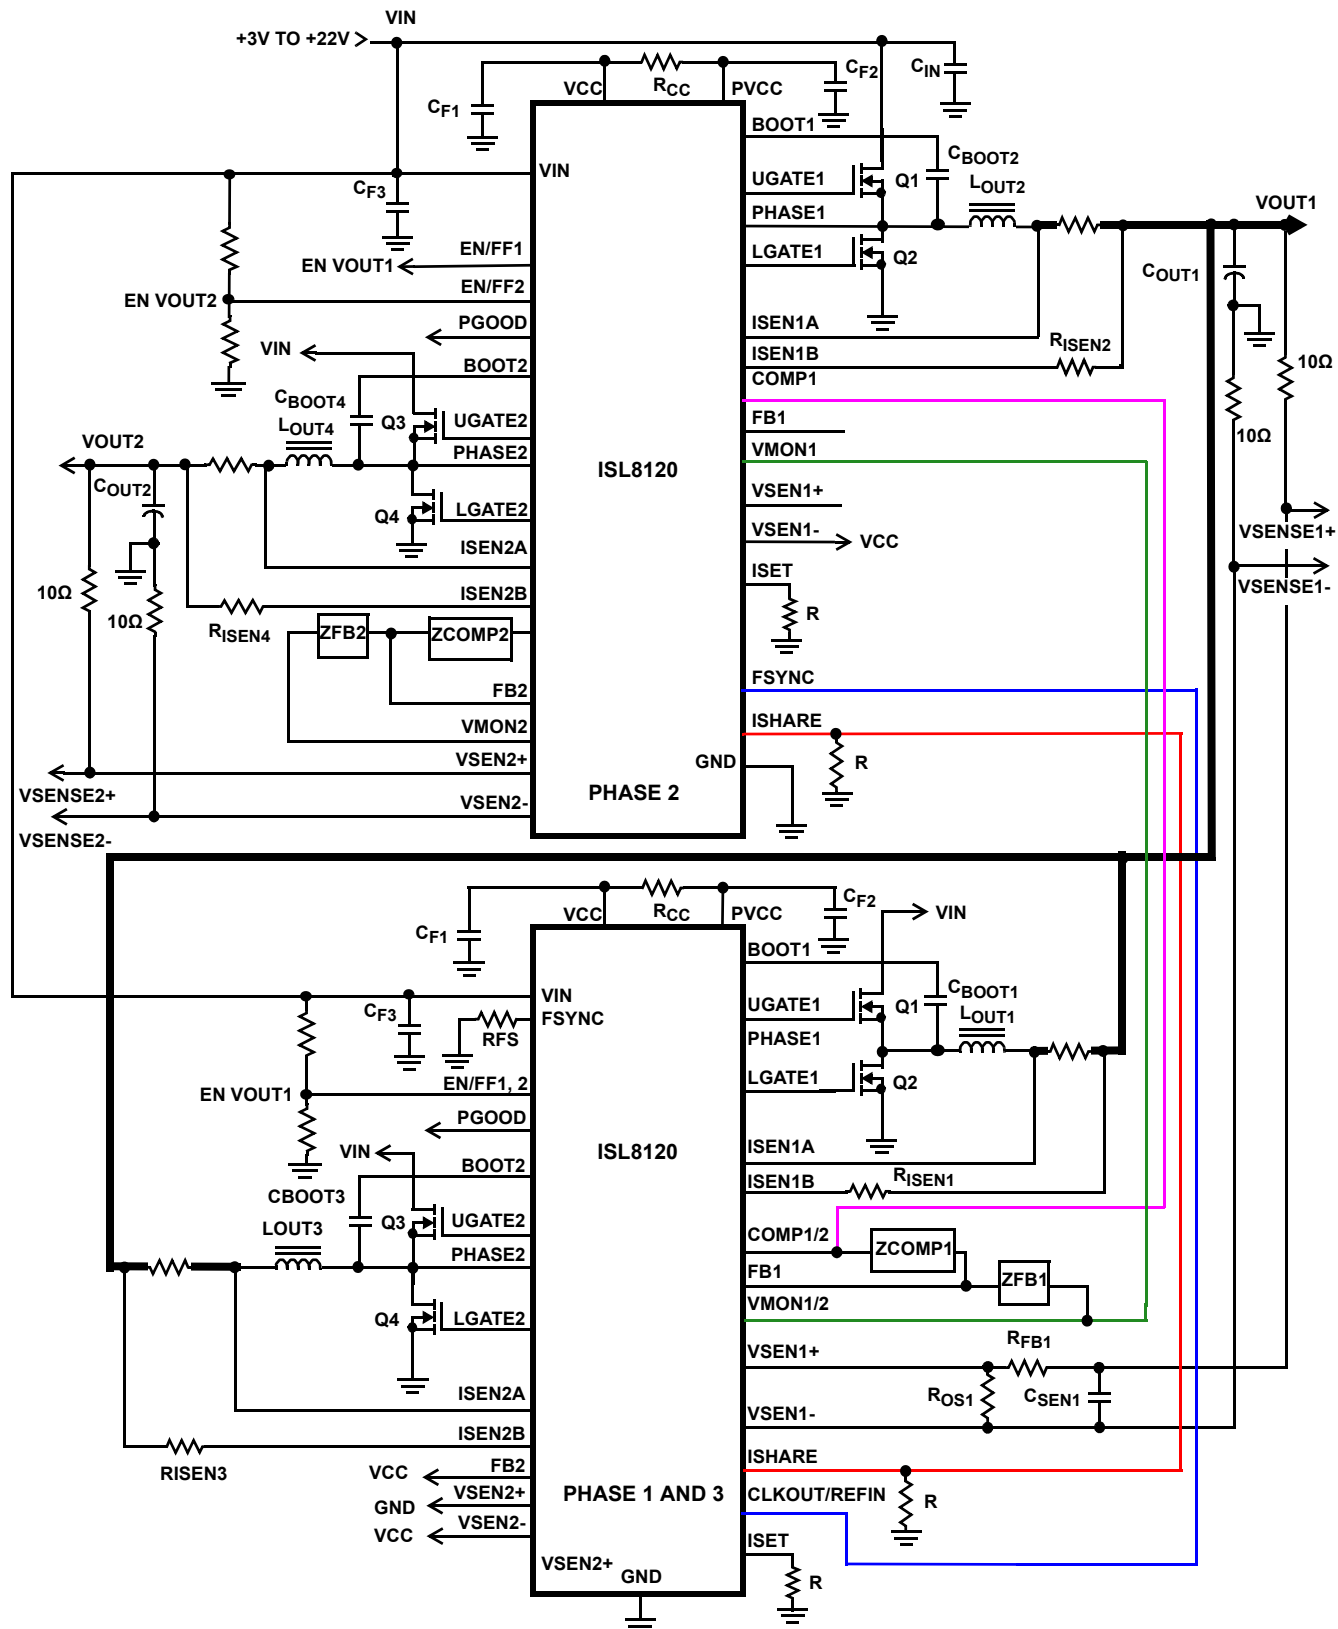 VIN
+3V TO +22V
CF1
VCC
RCC
PVCC
CF2
CIN
BOOT1
CBOOT2
LOUT2
VIN
CF3
UGATE1
Q1
PHASE1
VOUT1
LGATE1
Q2
COUT1
EN/FF1
EN VOUT1
EN/FF2
EN VOUT2
PGOOD
VIN
BOOT2
CBOOT4
LOUT4
Q3
UGATE2
PHASE2
VOUT2
COUT2
Q4
LGATE2
ISEN2A
ISEN2B
10Ω
10Ω
RISEN4
ZFB2
ZCOMP2
FB2
VMON2
VSEN2+
VSENSE2+
VSEN2-
VSENSE2-
ISL8120
PHASE 2
ISEN1A
ISEN1B
RISEN2
COMP1
FB1
VMON1
VSEN1+
VSEN1-
VCC
ISET
R
FSYNC
ISHARE
R
GND
10Ω
10Ω
VSENSE1+
VSENSE1-
CF1
VCC
RCC
PVCC
CF2
VIN
BOOT1
CBOOT1
LOUT1
VIN
CF3
FSYNC
RFS
UGATE1
Q1
PHASE1
LGATE1
Q2
EN/FF1, 2
EN VOUT1
PGOOD
VIN
BOOT2
CBOOT3
LOUT3
Q3
UGATE2
PHASE2
Q4
LGATE2
ISEN2A
ISEN2B
RISEN3
FB2
VCC
VSEN2+
GND
VSEN2-
VCC
VSEN2+
GND
ISL8120
PHASE 1 AND 3
ISEN1A
ISEN1B
RISEN1
COMP1/2
ZCOMP1
FB1
ZFB1
VMON1/2
RFB1
VSEN1+
ROS1
CSEN1
VSEN1-
ISHARE
R
CLKOUT/REFIN
ISET
R